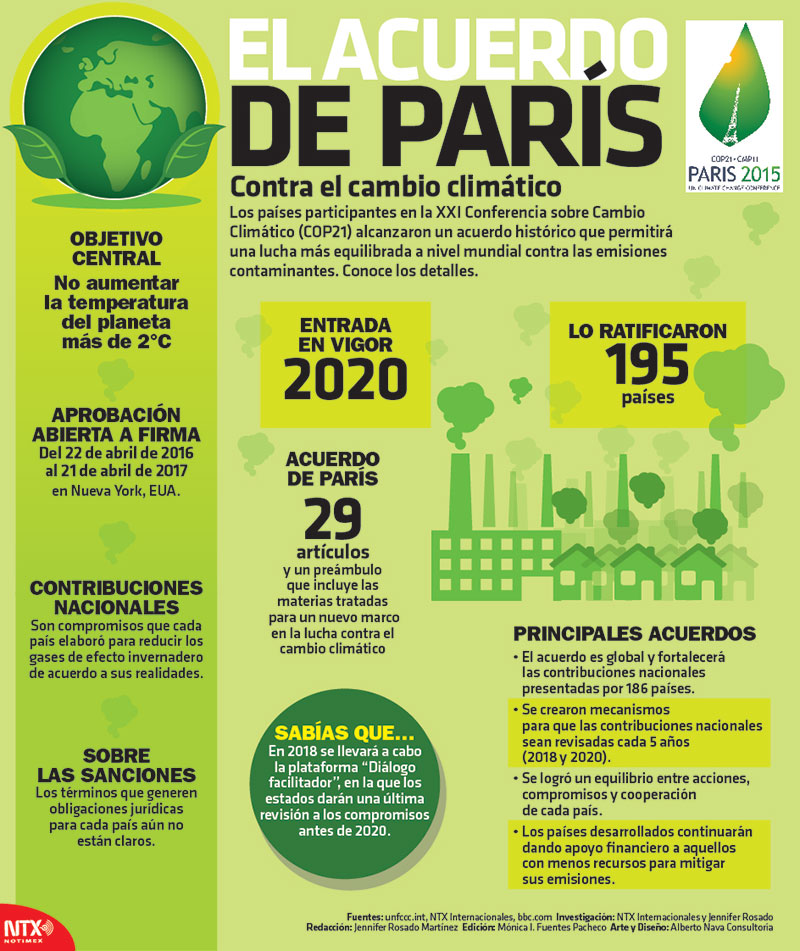 EL ACUERDO
DE PARÍS
COP21 • CMP11
PARIS 2015
UN CLIMATE CHANGE CONFERENCE
Contra el cambio climático
Los países participantes en la XXI Conferencia sobre Cambio
Climático (COP21) alcanzaron un acuerdo histórico que permitirá
una lucha más equilibrada a nivel mundial contra las emisiones
contaminantes. Conoce los detalles.
OBJETIVO
CENTRAL
No aumentar
la temperatura
del planeta
más de 2°C
APROBACIÓN
ABIERTA A FIRMA
Del 22 de abril de 2016
al 21 de abril de 2017
en Nueva York, EUA.
CONTRIBUCIONES
NACIONALES
Son compromisos que cada
país elaboró para reducir los
gases de efecto invernadero
de acuerdo a sus realidades.
SOBRE
LAS SANCIONES
Los términos que generen
obligaciones jurídicas
para cada país aún no
están claros.
ENTRADA
EN VIGOR
2020
LO RATIFICARON
195
países
ACUERDO
DE PARÍS
29
artículos
y un preámbulo
que incluye las
materias tratadas
para un nuevo marco
en la lucha contra el
cambio climático
SABÍAS QUE...
En 2018 se llevará a cabo
la plataforma “Diálogo
facilitador”, en la que los
estados darán una última
revisión a los compromisos
antes de 2020.
PRINCIPALES ACUERDOS
• El acuerdo es global y fortalecerá
las contribuciones nacionales
presentadas por 186 países.
• Se crearon mecanismos
para que las contribuciones nacionales
sean revisadas cada 5 años
(2018 y 2020).
• Se logró un equilibrio entre acciones,
compromisos y cooperación
de cada país.
• Los países desarrollados continuarán
dando apoyo financiero a aquellos
con menos recursos para mitigar
sus emisiones.
NTX
NOTIMEX
Fuentes: unfccc.int, NTX Internacionales, bbc.com Investigación: NTX Internacionales y Jennifer Rosado
Redacción: Jennifer Rosado Martínez Edición: Mónica I. Fuentes Pacheco Arte y Diseño: Alberto Nava Consultoria